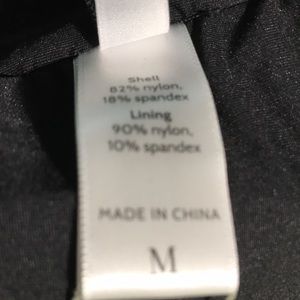 Shell
82% nylon,
18% spandex
Lining
90% nylon,
10% spandex
MADE IN CHINA
M